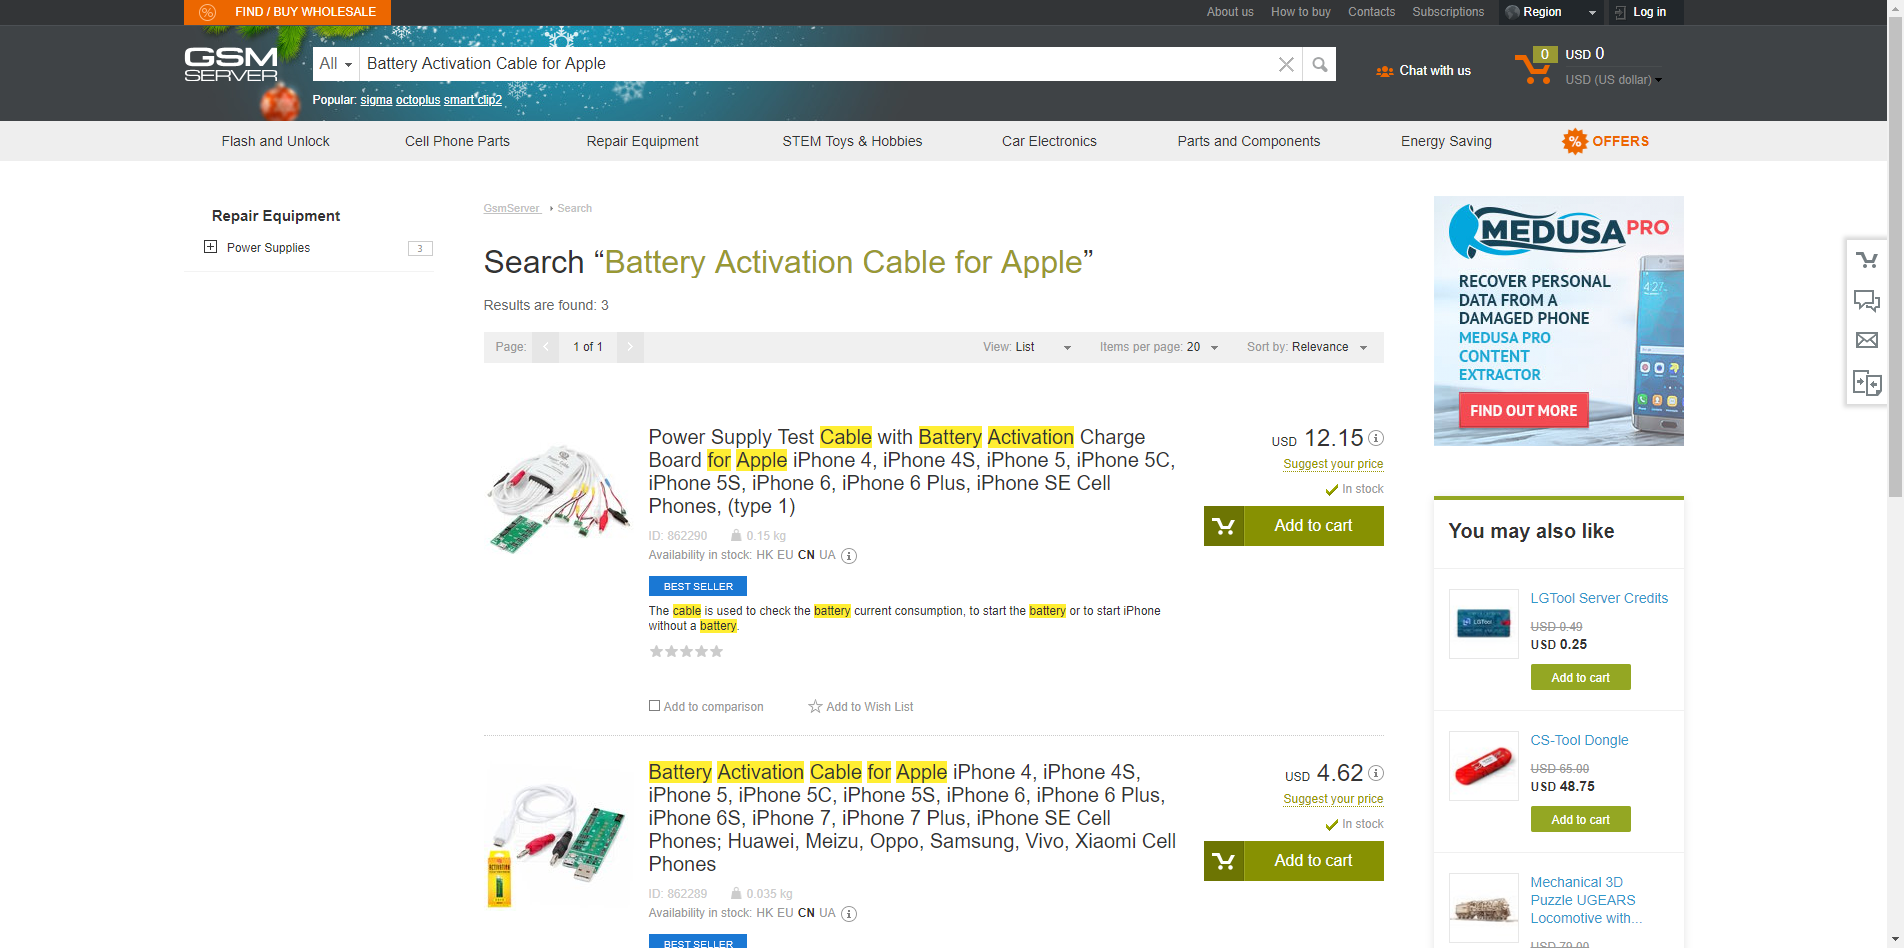 FIND / BUY WHOLESALE
About us How to buy Contacts Subscriptions Region Log in
GSM
SERVER
All Battery Activation Cable for Apple
Popular: sigma octoplus smart clip2
Chat with us
0 USD 0
USD (US dollar)
Flash and Unlock Cell Phone Parts Repair Equipment STEM Toys & Hobbies Car Electronics Parts and Components Energy Saving % OFFERS
Repair Equipment
Power Supplies 3
GsmServer Search
Search “Battery Activation Cable for Apple”
Results are found: 3
Page: 1 of 1 View: List Items per page: 20 Sort by: Relevance
Power Supply Test Cable with Battery Activation Charge
Board for Apple iPhone 4, iPhone 4S, iPhone 5, iPhone 5C,
iPhone 5S, iPhone 6, iPhone 6 Plus, iPhone SE Cell
Phones, (type 1)
ID: 862290 0.15 kg
Availability in stock: HK EU CN UA
BEST SELLER
The cable is used to check the battery current consumption, to start the battery or to start iPhone
without a battery.
Add to comparison Add to Wish List
USD 12.15
Suggest your price
In stock
Add to cart
Battery Activation Cable for Apple iPhone 4, iPhone 4S,
iPhone 5, iPhone 5C, iPhone 5S, iPhone 6, iPhone 6 Plus,
iPhone 6S, iPhone 7, iPhone 7 Plus, iPhone SE Cell
Phones; Huawei, Meizu, Oppo, Samsung, Vivo, Xiaomi Cell
Phones
ID: 862289 0.035 kg
Availability in stock: HK EU CN UA
BEST SELLER
USD 4.62
Suggest your price
In stock
Add to cart
ACTIVATION
MEDUSA PRO
RECOVER PERSONAL
DATA FROM A
DAMAGED PHONE
MEDUSA PRO
CONTENT
EXTRACTOR
FIND OUT MORE
4:27
You may also like
LGTool
LGTool Server Credits
USD 0.49
USD 0.25
Add to cart
CS-Tool Dongle
USD 65.00
USD 48.75
Add to cart
Mechanical 3D
Puzzle UGEARS
Locomotive with...
USD 79.00